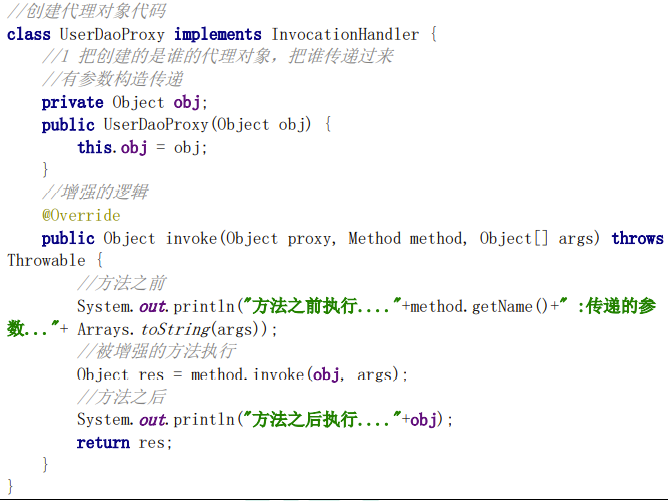 //创建代理对象代码
class UserDaoProxy implements InvocationHandler {
    //1 把创建的是谁的代理对象，把谁传递过来
    //有参数构造传递
    private Object obj;
    public UserDaoProxy(Object obj) {
        this.obj = obj;
    }
    //增强的逻辑
    @Override
    public Object invoke(Object proxy, Method method, Object[] args) throws
Throwable {
        //方法之前
        System.out.println("方法之前执行...."+method.getName()+" :传递的参
数..."+ Arrays.toString(args));
        //被增强的方法执行
        Object res = method.invoke(obj, args);
        //方法之后
        System.out.println("方法之后执行...."+obj);
        return res;
    }
}